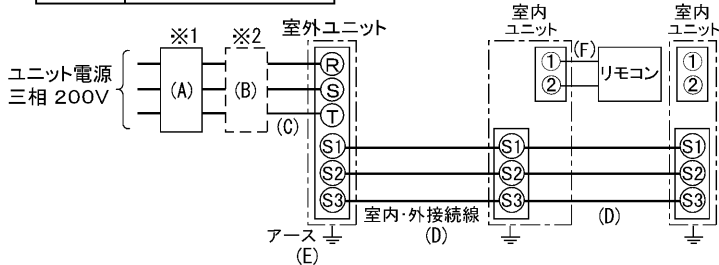 ※1
※2
室外ユニット
室内
ユニット
室内
ユニット
ユニット電源
三相 200V
(A)
(B)
(C)
R
S
T
① (F)
②
リモコン
①
②
S1
S2
S3
S1
S2
S3
S1
S2
S3
室内・外接続線
(D)
(D)
アース
(E)